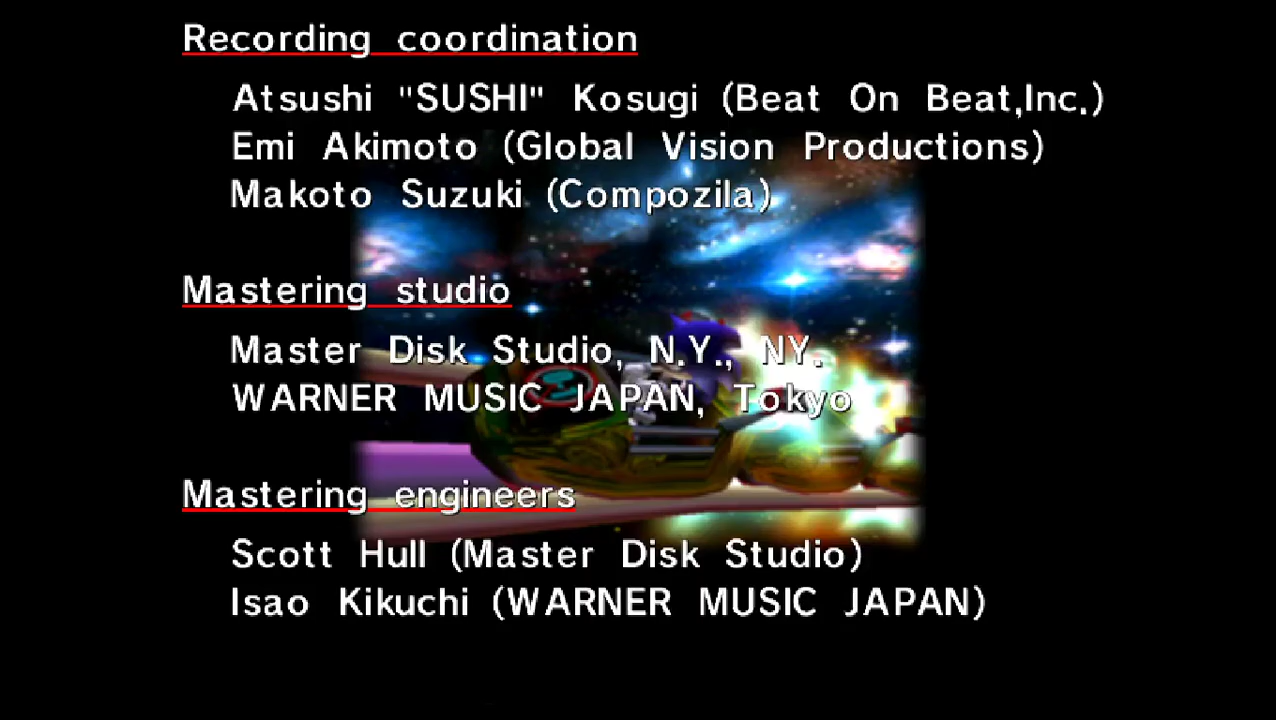 Recording coordination
Atsushi "SUSHI" Kosugi (Beat On Beat,Inc.)
Emi Akimoto (Global Vision Productions)
Makoto Suzuki (Compozila)
Mastering studio
Master Disk Studio, N.Y., NY.
WARNER MUSIC JAPAN, Tokyo
Mastering engineers
Scott Hull (Master Disk Studio)
Isao Kikuchi (WARNER MUSIC JAPAN)